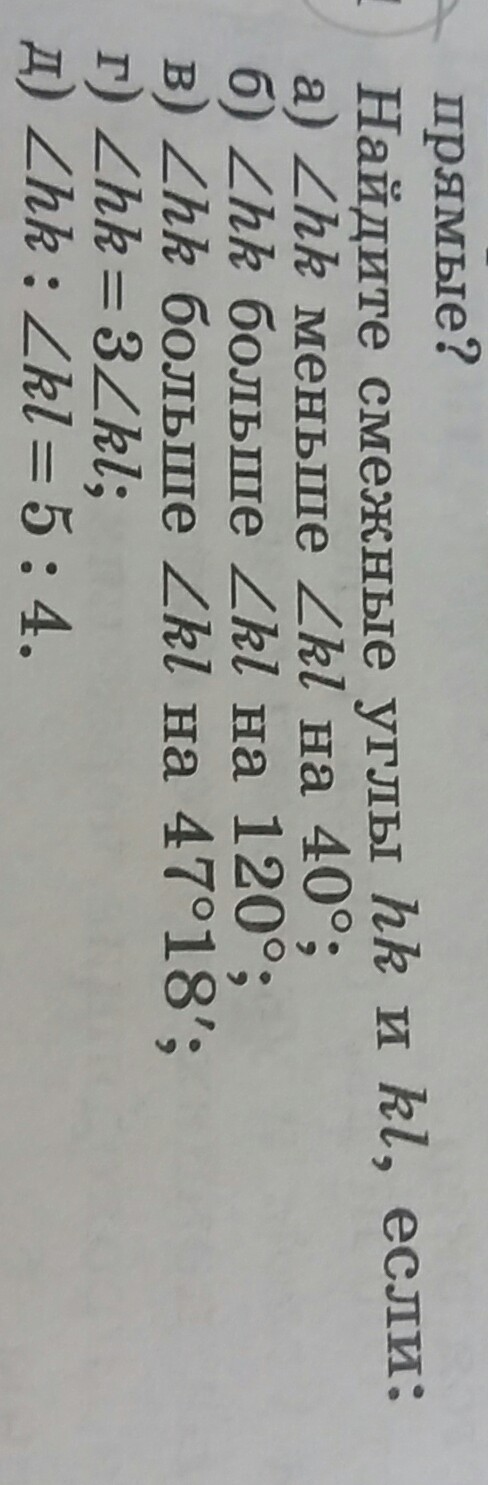 прямые?
Найдите смежные углы hk и kl, если:
а) ∠hk меньше ∠kl на 40°;
б) ∠hk больше ∠kl на 120°;
в) ∠hk больше ∠kl на 47°18′;
г) ∠hk = 3∠kl;
д) ∠hk : ∠kl = 5 : 4.